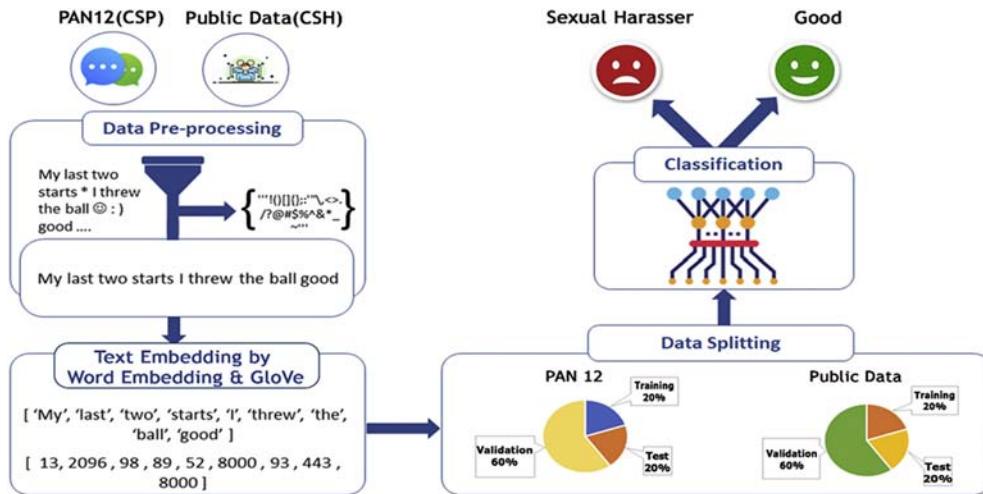 PAN12(CSP)
Public Data(CSH)
Data Pre-processing
My last two
starts * I threw
the ball ☺ : )
good ....
{'''!()[]{};:'"\,<>.
/?@#$%^&*_
~'''}
My last two starts I threw the ball good
Text Embedding by
Word Embedding & GloVe
[ 'My', 'last', 'two', 'starts', 'I', 'threw', 'the',
'ball', 'good' ]
[ 13, 2096 , 98 , 89 , 52 , 8000 , 93 , 443 ,
8000 ]
Sexual Harasser
Good
Classification
Data Splitting
PAN 12
Training
20%
Validation
60%
Test
20%
Public Data
Training
20%
Validation
60%
Test
20%